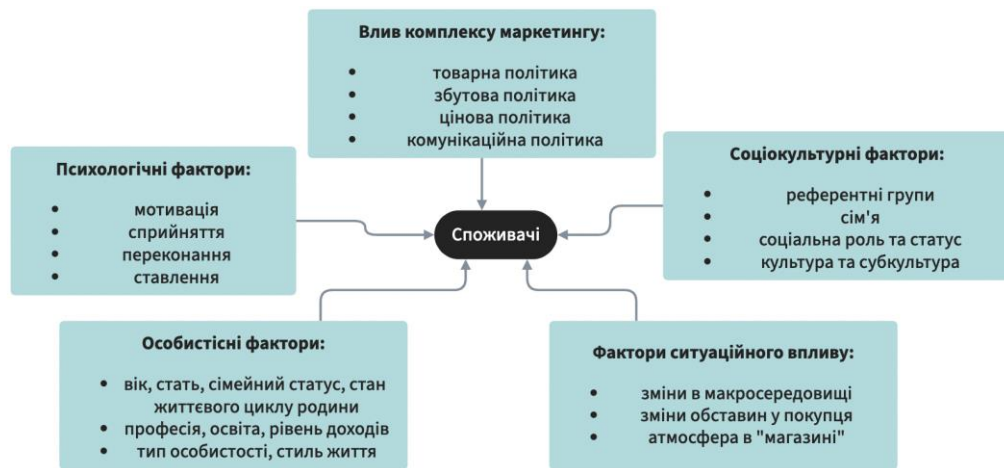 Влив комплексу маркетингу:
товарна політика
збутова політика
цінова політика
комунікаційна політика
Психологічні фактори:
мотивація
сприйняття
переконання
ставлення
Соціокультурні фактори:
референтні групи
сім'я
соціальна роль та статус
культура та субкультура
Споживачі
Особистісні фактори:
вік, стать, сімейний статус, стан
життєвого циклу родини
професія, освіта, рівень доходів
тип особистості, стиль життя
Фактори ситуаційного впливу:
зміни в макросередовищі
зміни обставин у покупця
атмосфера в "магазині"